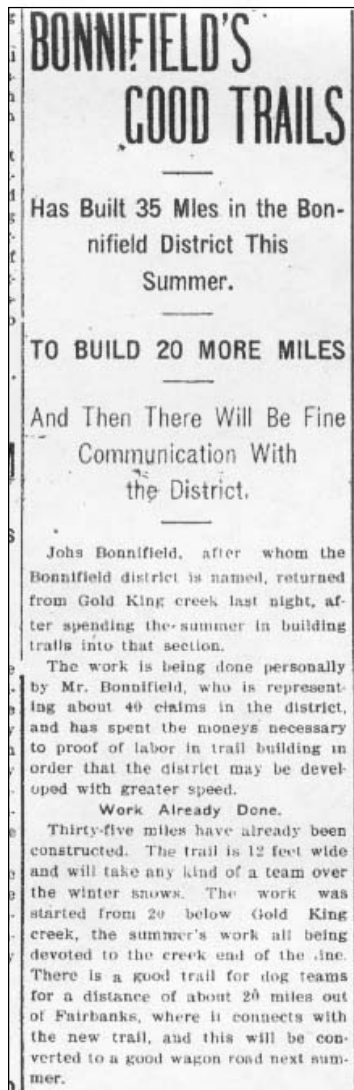 BONNIFIELD'S
GOOD TRAILS
Has Built 35 Mles in the Bon-
nifield District This
Summer.
TO BUILD 20 MORE MILES
And Then There Will Be Fine
Communication With
the District.
Johs Bonnifield, after whom the
Bonnifield district is named, returned
from Gold King creek last night, af-
ter spending the summer in building
trails into that section.
The work is being done personally
by Mr. Bonnifield, who is represent-
ing about 40 claims in the district,
and has spent the moneys necessary
to proof of labor in trail building in
order that the district may be devel-
oped with greater speed.
Work Already Done.
Thirty-five miles have already been
constructed. The trail is 12 feet wide
and will take any kind of a team over
the winter snows. The work was
started from 20 below Gold King
creek, the summer's work all being
devoted to the creek end of the .ine.
There is a good trail for dog teams
for a distance of about 20 miles out
of Fairbanks, where it connects with
the new trail, and this will be con-
verted to a good wagon road next sum-
mer.